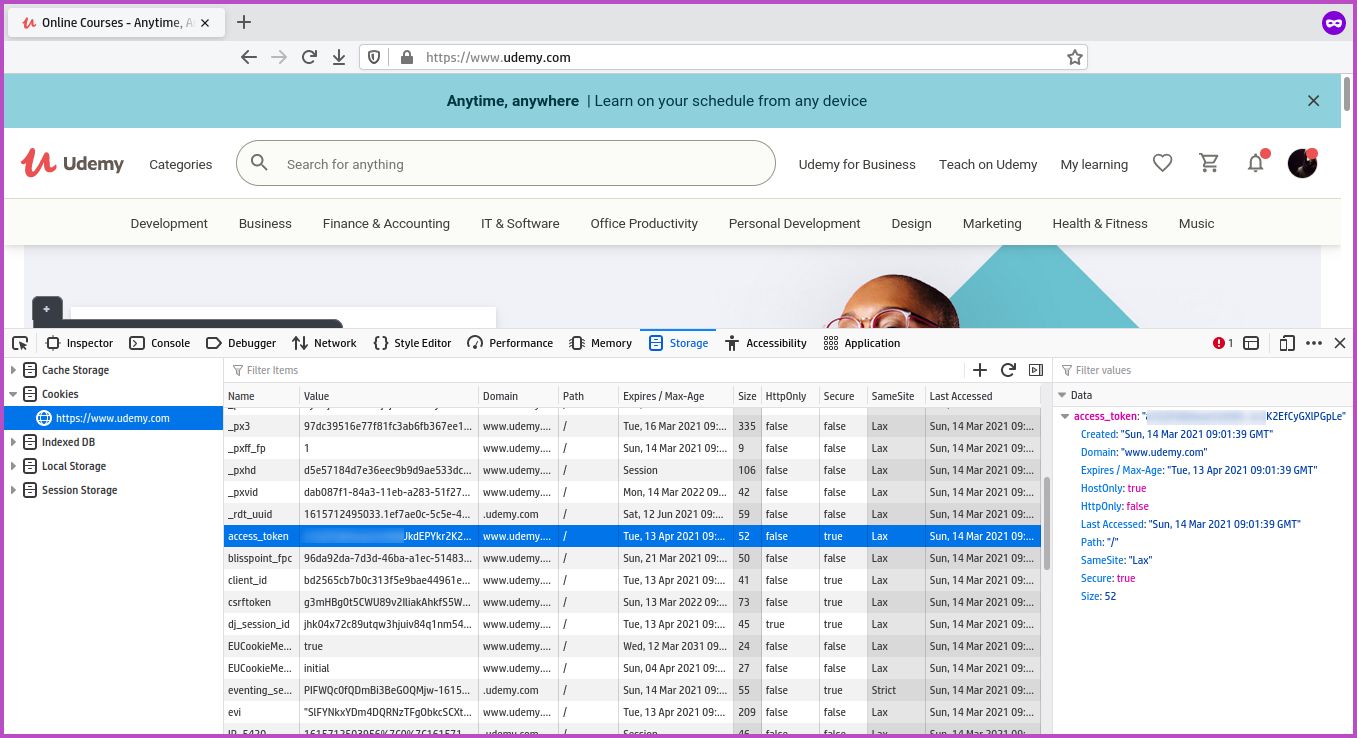 Online Courses - Anytime, A
https://www.udemy.com
Anytime, anywhere | Learn on your schedule from any device
Udemy
Categories
Search for anything
Udemy for Business
Teach on Udemy
My learning
Development
Business
Finance & Accounting
IT & Software
Office Productivity
Personal Development
Design
Marketing
Health & Fitness
Music
+
Inspector
Console
Debugger
Network
Style Editor
Performance
Memory
Storage
Accessibility
Application
1
Cache Storage
Cookies
https://www.udemy.com
Indexed DB
Local Storage
Session Storage
Filter Items
Name Value Domain Path Expires / Max-Age Size HttpOnly Secure SameSite Last Accessed
_px3 97dc39516e77f81fc3ab6fb367ee1... www.udemy.... / Tue, 16 Mar 2021 09:... 335 false false Lax Sun, 14 Mar 2021 09:...
_pxff_fp 1 www.udemy.... / Sun, 14 Mar 2021 09:... 9 false false Lax Sun, 14 Mar 2021 09:...
_pxhd d5e57184d7e36eec9b9d9ae533dc... www.udemy.... / Session 106 false false Lax Sun, 14 Mar 2021 09:...
_pxvid dab087f1-84a3-11eb-a283-51f27... www.udemy.... / Mon, 14 Mar 2022 09:... 42 false false Lax Sun, 14 Mar 2021 09:...
_rdt_uuid 1615712495033.1ef7ae0c-5c5e-4... .udemy.com / Sat, 12 Jun 2021 09:... 59 false false Lax Sun, 14 Mar 2021 09:...
access_token JkdEPYkr2K2... www.udemy.... / Tue, 13 Apr 2021 09:... 52 false true Lax Sun, 14 Mar 2021 09:...
blisspoint_fpc 96da92da-7d3d-46ba-a1ec-51483... www.udemy.... / Sun, 21 Mar 2021 09:... 50 false false Lax Sun, 14 Mar 2021 09:...
client_id bd2565cb7b0c313f5e9bae44961e... www.udemy.... / Tue, 13 Apr 2021 09:... 41 false true Lax Sun, 14 Mar 2021 09:...
csrftoken g3mHBg0t5CWU89v2IliakAhkfS5W... www.udemy.... / Sun, 13 Mar 2022 09:... 73 false true Lax Sun, 14 Mar 2021 09:...
dj_session_id jhk04x72c89utqw3hjuiv84q1nm54... www.udemy.... / Tue, 13 Apr 2021 09:... 45 true true Lax Sun, 14 Mar 2021 09:...
EUCookieMe... true www.udemy.... / Wed, 12 Mar 2031 09:... 24 false false Lax Sun, 14 Mar 2021 09:...
EUCookieMe... initial www.udemy.... / Sun, 04 Apr 2021 09:... 27 false false Lax Sun, 14 Mar 2021 09:...
eventing_se... PIFWQc0fQDmBi3BeGOQMjw-1615... .udemy.com / Sun, 14 Mar 2021 09:... 55 false true Strict Sun, 14 Mar 2021 09:...
evi "SlFYNkxYDm4DQRNzTFgObkcSCXt... www.udemy.... / Tue, 13 Apr 2021 09:... 209 false false Lax Sun, 14 Mar 2021 09:...
Filter values
Data
K2EfCyGXlPGpLe"
access_token:
Created: "Sun, 14 Mar 2021 09:01:39 GMT"
Domain: "www.udemy.com"
Expires / Max-Age: "Tue, 13 Apr 2021 09:01:39 GMT"
HostOnly: true
HttpOnly: false
Last Accessed: "Sun, 14 Mar 2021 09:01:39 GMT"
Path: "/"
SameSite: "Lax"
Secure: true
Size: 52